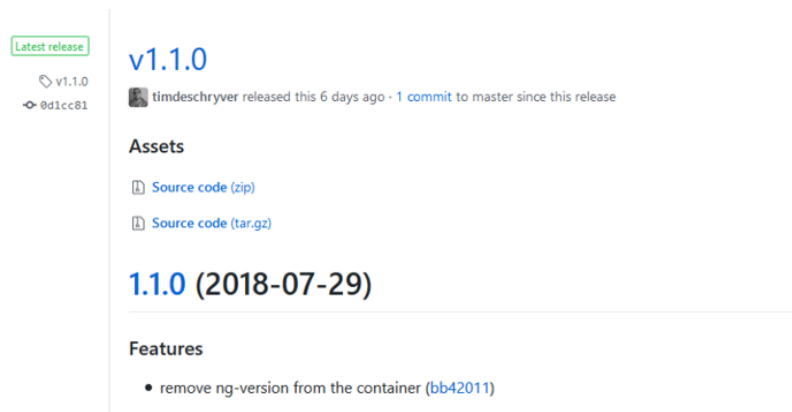 Latest release
v1.1.0
0d1cc81
v1.1.0
timdeschryver released this 6 days ago · 1 commit to master since this release
Assets
Source code (zip)
Source code (tar.gz)
1.1.0 (2018-07-29)
Features
• remove ng-version from the container (bb42011)